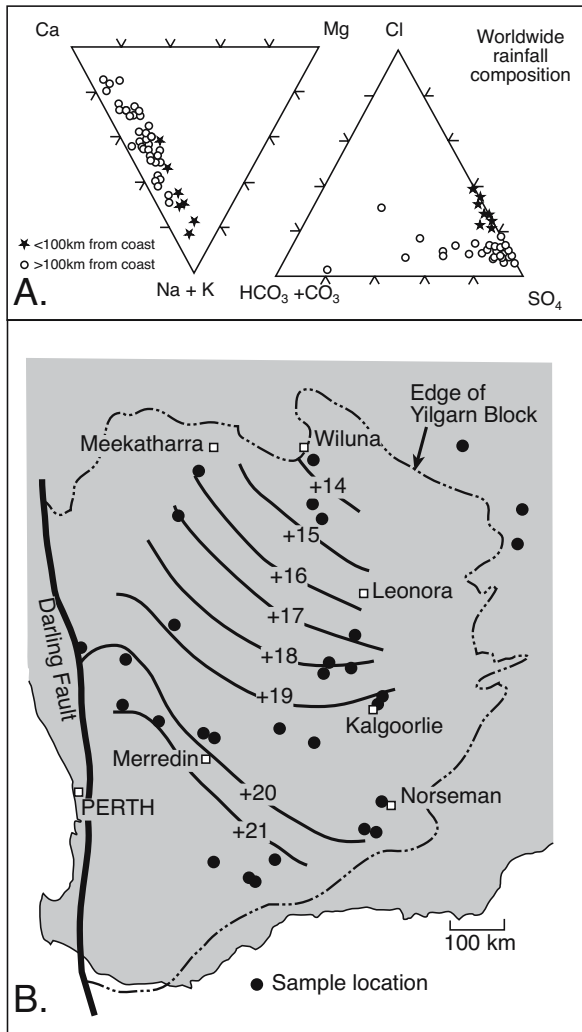 Ca
Mg
Cl
Worldwide
rainfall
composition
<100km from coast
>100km from coast
A.
Na + K
HCO3 +CO3
SO4
Edge of
Yilgarn Block
Meekatharra
Wiluna
+14
+15
+16
Leonora
+17
Darling Fault
+18
+19
Kalgoorlie
Merredin
+20
Norseman
PERTH
+21
100 km
Sample location
B.